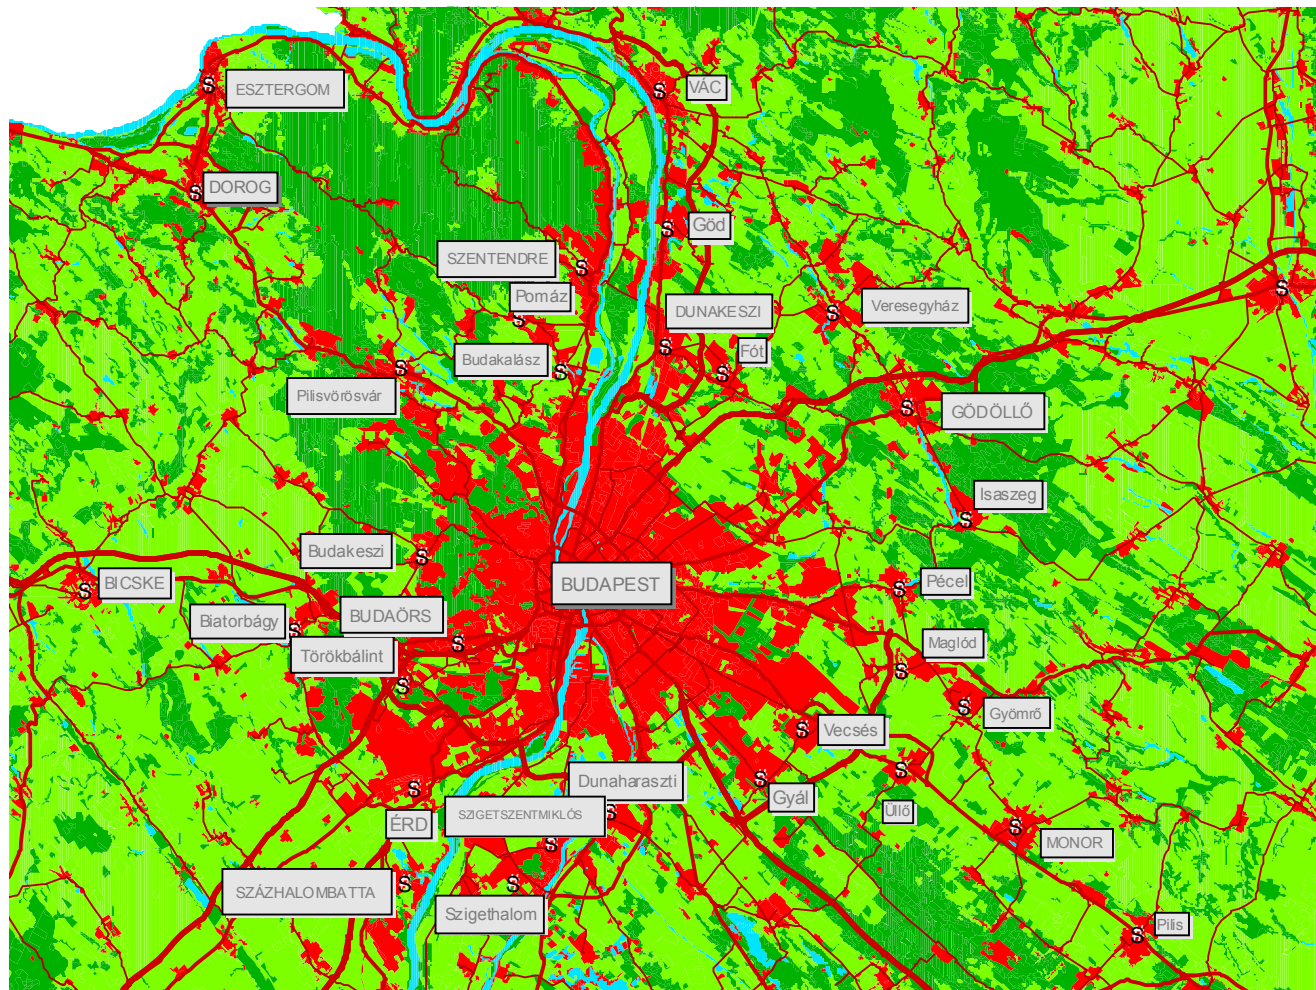 ESZTERGOM
VÁC
DOROG
Göd
SZENTENDRE
Pomáz
DUNAKESZI
Veresegyház
Fót
Budakalász
Pilisvörösvár
GÖDÖLLŐ
Isaszeg
Budakeszi
BICSKE
BUDAPEST
Pécel
Biatorbágy
BUDAÖRS
Törökbálint
Maglód
Gyömrő
Vecsés
Dunaharaszti
Gyál
Üllő
ÉRD
SZIGETSZENTMIKLÓS
MONOR
SZÁZHALOMBATTA
Szigethalom
Pilis